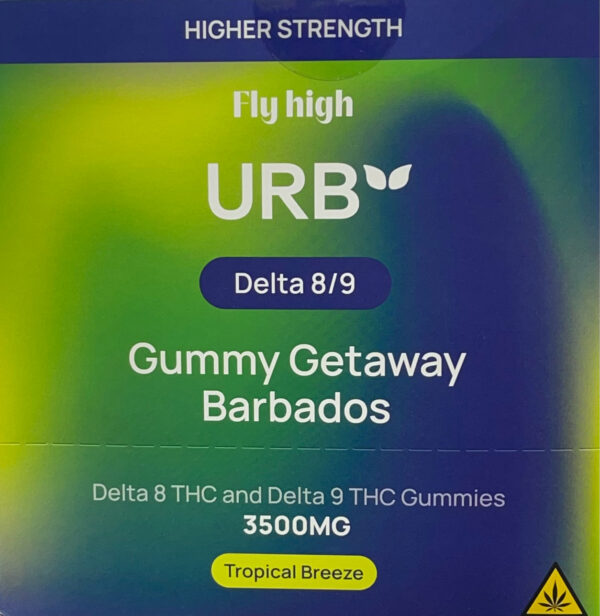 HIGHER STRENGTH
Fly high
URB
Delta 8/9
Gummy Getaway
Barbados
Delta 8 THC and Delta 9 THC Gummies
3500MG
Tropical Breeze